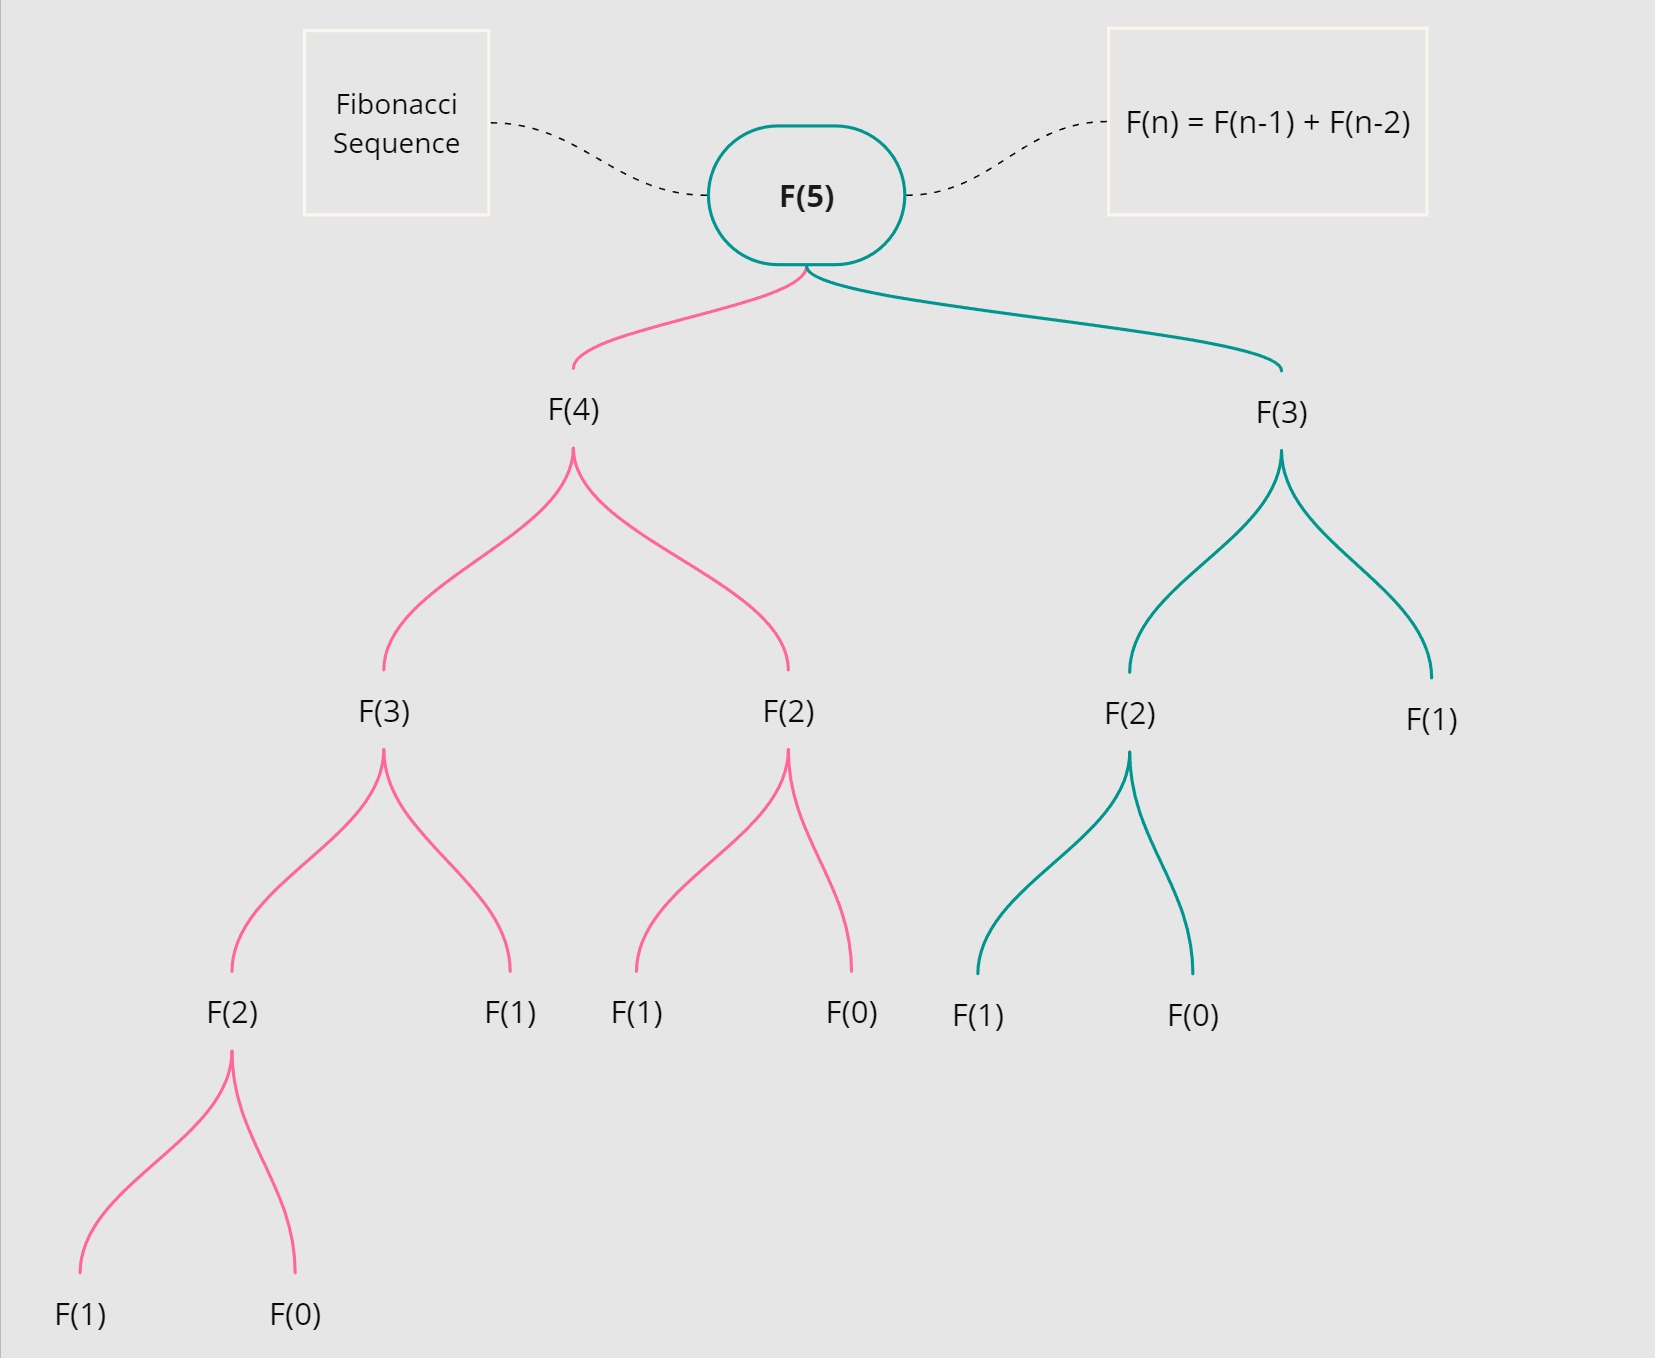 Fibonacci
Sequence
F(n) = F(n-1) + F(n-2)
F(5)
F(4)
F(3)
F(3)
F(2)
F(2)
F(1)
F(2)
F(1)
F(1)
F(0)
F(1)
F(0)
F(1)
F(0)